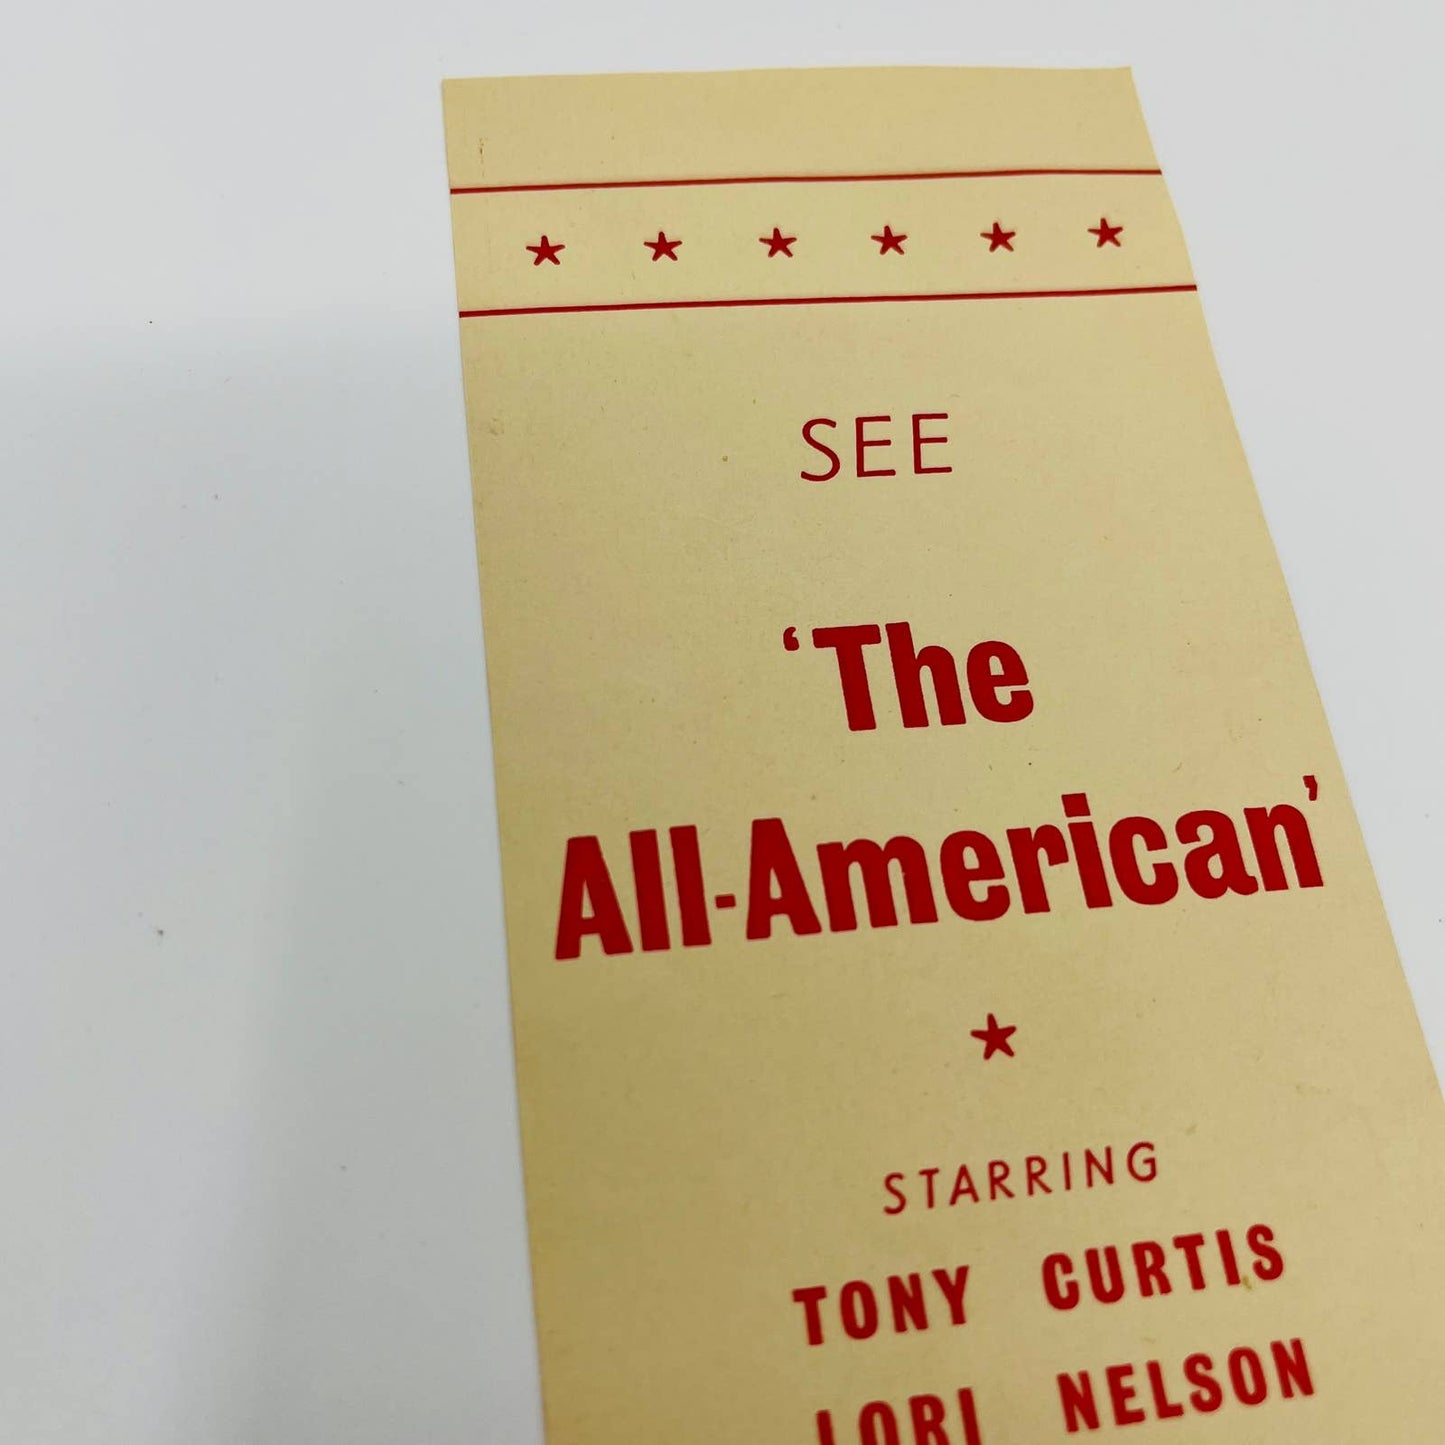 SEE
‘The
All-American’
STARRING
TONY CURTIS
LORI NELSON